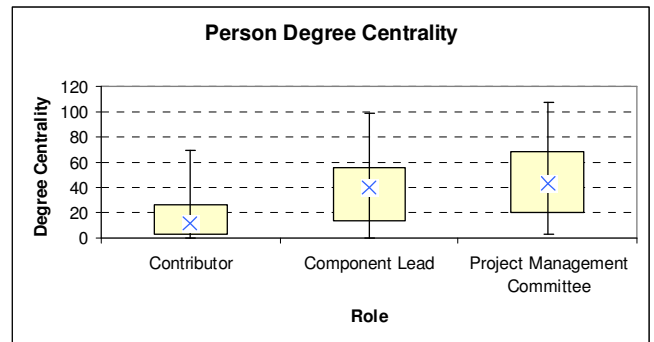 Person Degree Centrality
Degree Centrality
120
100
80
60
40
20
0
Contributor
Component Lead
Project Management
Committee
Role